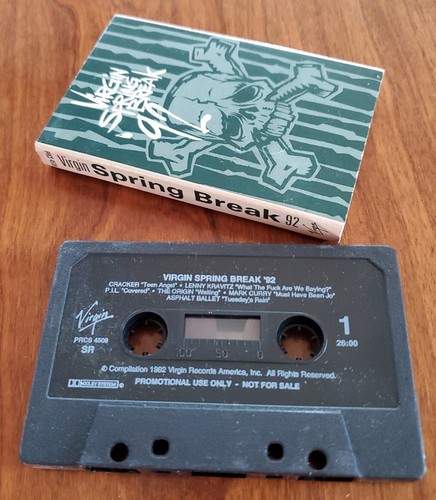 VIRGIN
SPRING
BREAK
92
Virgin Spring Break 92
VIRGIN SPRING BREAK '92
CRACKER "Teen Angst" • LENNY KRAVITZ "What The Fuck Are We Saying?"
P.I.L. "Covered" • THE ORIGIN "Waiting" • MARK CURRY "Must Have Been Jo"
ASPHALT BALLET "Tuesday's Rain"
Virgin
1
PRCS 4509
26:00
SR
100 50 0
© Compilation 1992 Virgin Records America, Inc. All Rights Reserved.
DOLBY SYSTEM
PROMOTIONAL USE ONLY - NOT FOR SALE